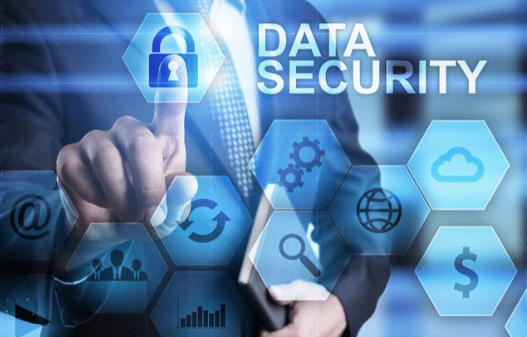 DATA
SECURITY
@
$